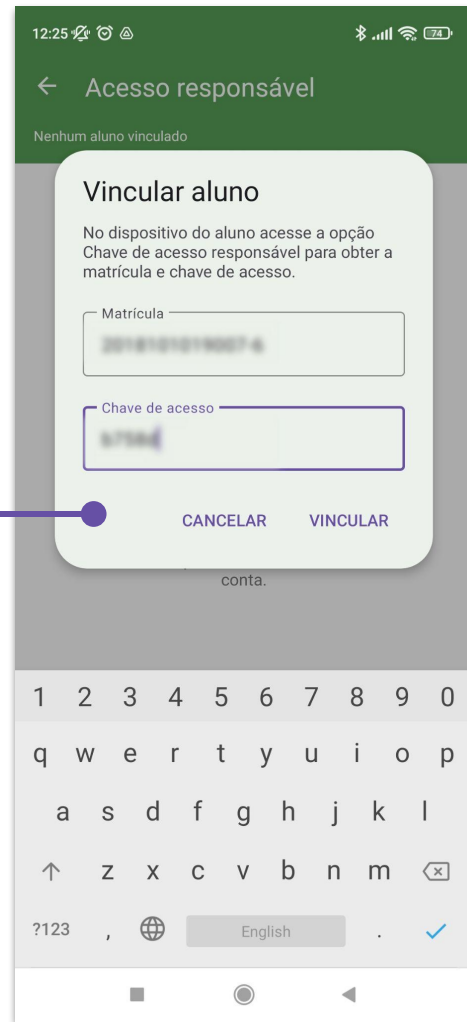 12:25
74
Acesso responsável
Nenhum aluno vinculado
Vincular aluno
No dispositivo do aluno acesse a opção
Chave de acesso responsável para obter a
matrícula e chave de acesso.
Matrícula
Chave de acesso
CANCELAR VINCULAR
conta.
1 2 3 4 5 6 7 8 9 0
q w e r t y u i o p
a s d f g h j k l
z x c v b n m
?123 , English .